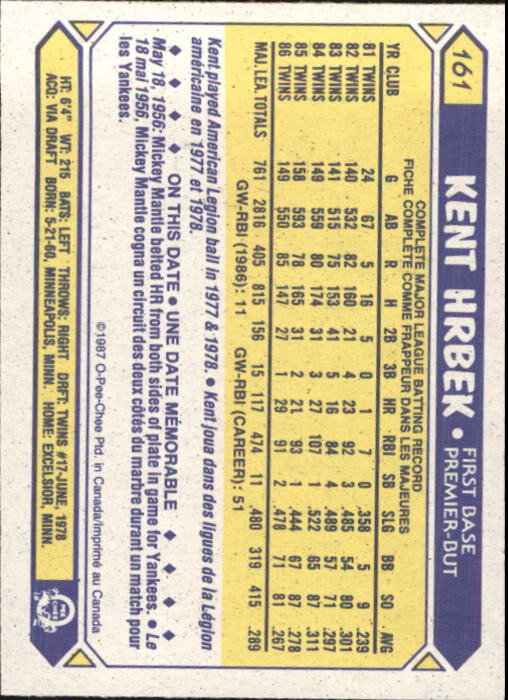 161
KENT HRBEK • FIRST BASE
PREMIER-BUT
COMPLETE MAJOR LEAGUE BATTING RECORD
FICHE COMPLÈTE COMME FRAPPEUR DANS LES MAJEURES
YR CLUB G AB R H 2B 3B HR RBI SB SLG BB SO AVG
81 TWINS 24 67 5 16 5 0 1 7 0 .358 5 9 .239
82 TWINS 140 532 82 160 21 4 23 92 3 .485 54 80 .301
83 TWINS 141 515 75 153 41 5 16 84 4 .489 57 71 .297
84 TWINS 149 559 80 174 31 3 27 107 1 .522 65 87 .311
85 TWINS 158 593 78 165 31 2 21 93 1 .444 67 87 .278
86 TWINS 149 550 85 147 27 1 29 91 2 .478 71 81 .267
MAJ. LEA. TOTALS 761 2816 405 815 156 15 117 474 11 .480 319 415 .289
GW-RBI (1986): 11 GW-RBI (CAREER): 51
Kent played American Legion ball in 1977 & 1978. • Kent joua dans des ligues de la Légion
américaine en 1977 et 1978.
♦ ♦ ♦ ♦ ON THIS DATE • UNE DATE MÉMORABLE ♦ ♦ ♦ ♦
May 18, 1956: Mickey Mantle belted HR from both sides of plate in game for Yankees. • Le
18 mai 1956, Mickey Mantle cogna un circuit des deux côtés du marbre durant un match pour
les Yankees.
©1987 O-Pee-Chee Ptd. in Canada/Imprimé au Canada
HT: 6'4" WT: 215 BATS: LEFT THROWS: RIGHT DRFT: TWINS #17-JUNE, 1978
ACQ: VIA DRAFT BORN: 5-21-60, MINNEAPOLIS, MINN. HOME: EXCELSIOR, MINN.
O
PEE
CHEE